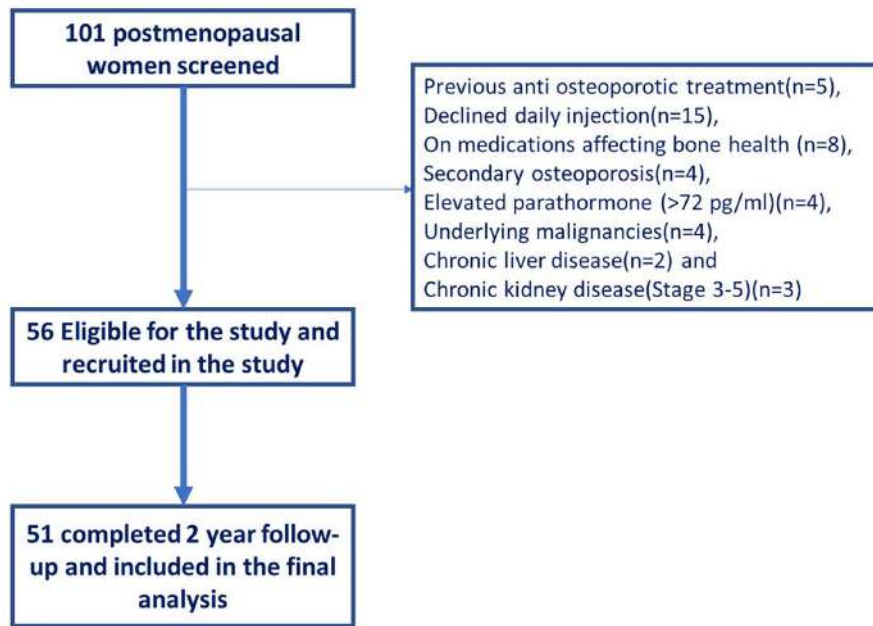 101 postmenopausal
women screened
Previous anti osteoporotic treatment(n=5),
Declined daily injection(n=15),
On medications affecting bone health (n=8),
Secondary osteoporosis(n=4),
Elevated parathormone (>72 pg/ml)(n=4),
Underlying malignancies(n=4),
Chronic liver disease(n=2) and
Chronic kidney disease(Stage 3-5)(n=3)
56 Eligible for the study and
recruited in the study
51 completed 2 year follow-
up and included in the final
analysis